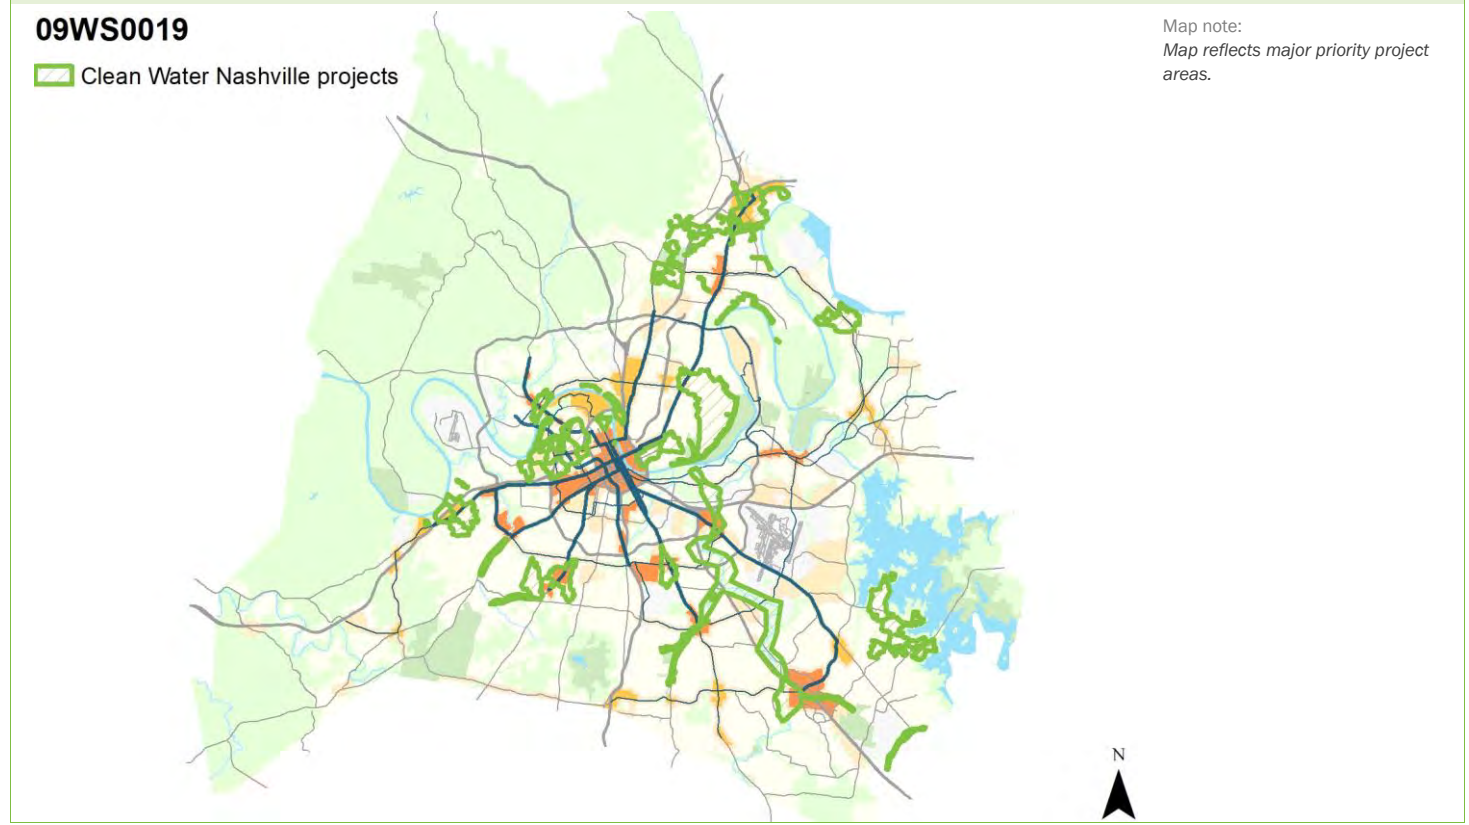 09WS0019
Clean Water Nashville projects
Map note:
Map reflects major priority project
areas.
N